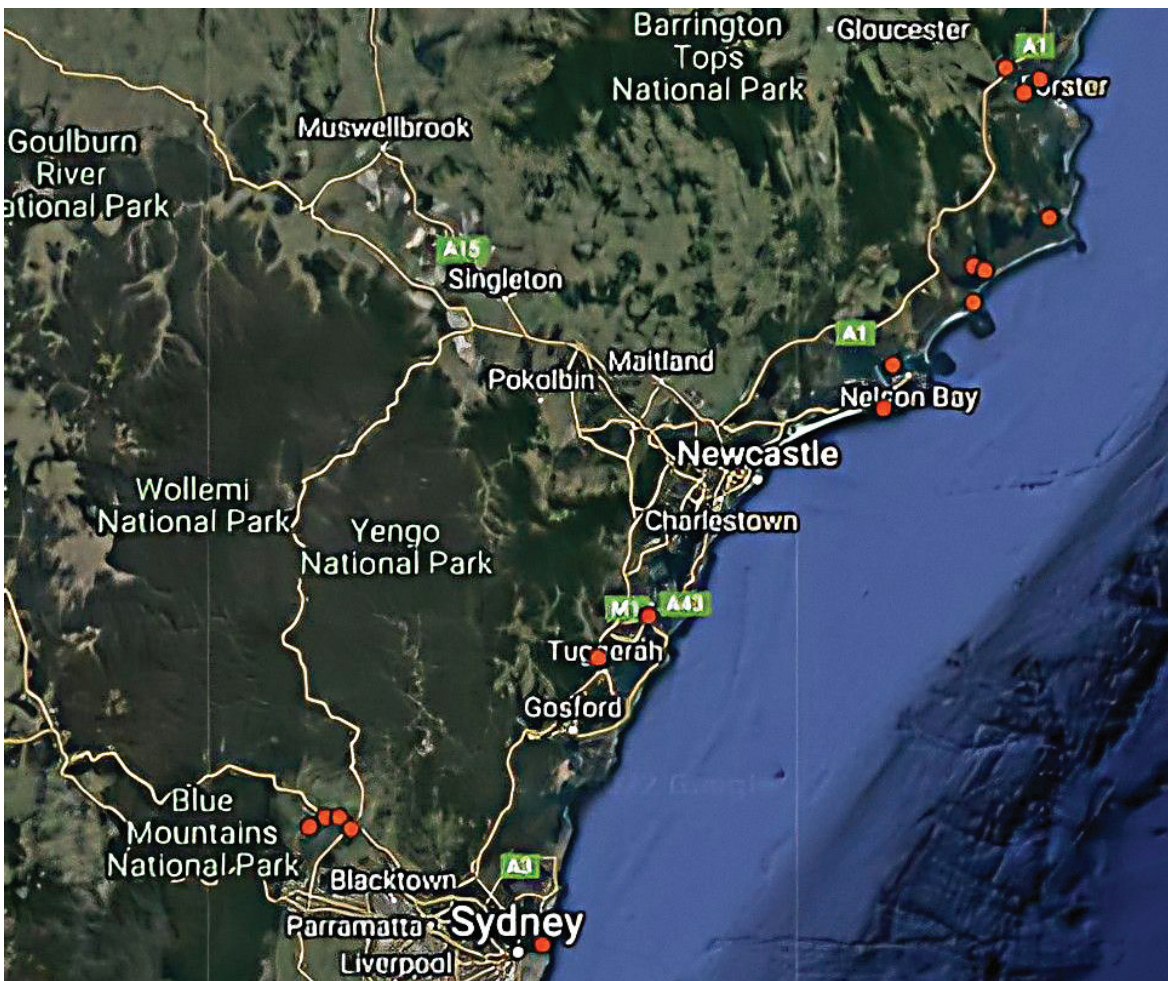 Barrington
Tops
National Park
Gloucester
A1
Forster
Muswellbrook
Goulburn
River
ational Park
A15
Singleton
A1
Maitland
Pokolbin
Nelson Bay
Newcastle
Wollemi
National Park
Yengo
National Park
Charlestown
M1
A43
Tuggerah
Gosford
Blue
Mountains
National Park
A3
Blacktown
Parramatta
Sydney
Liverpool